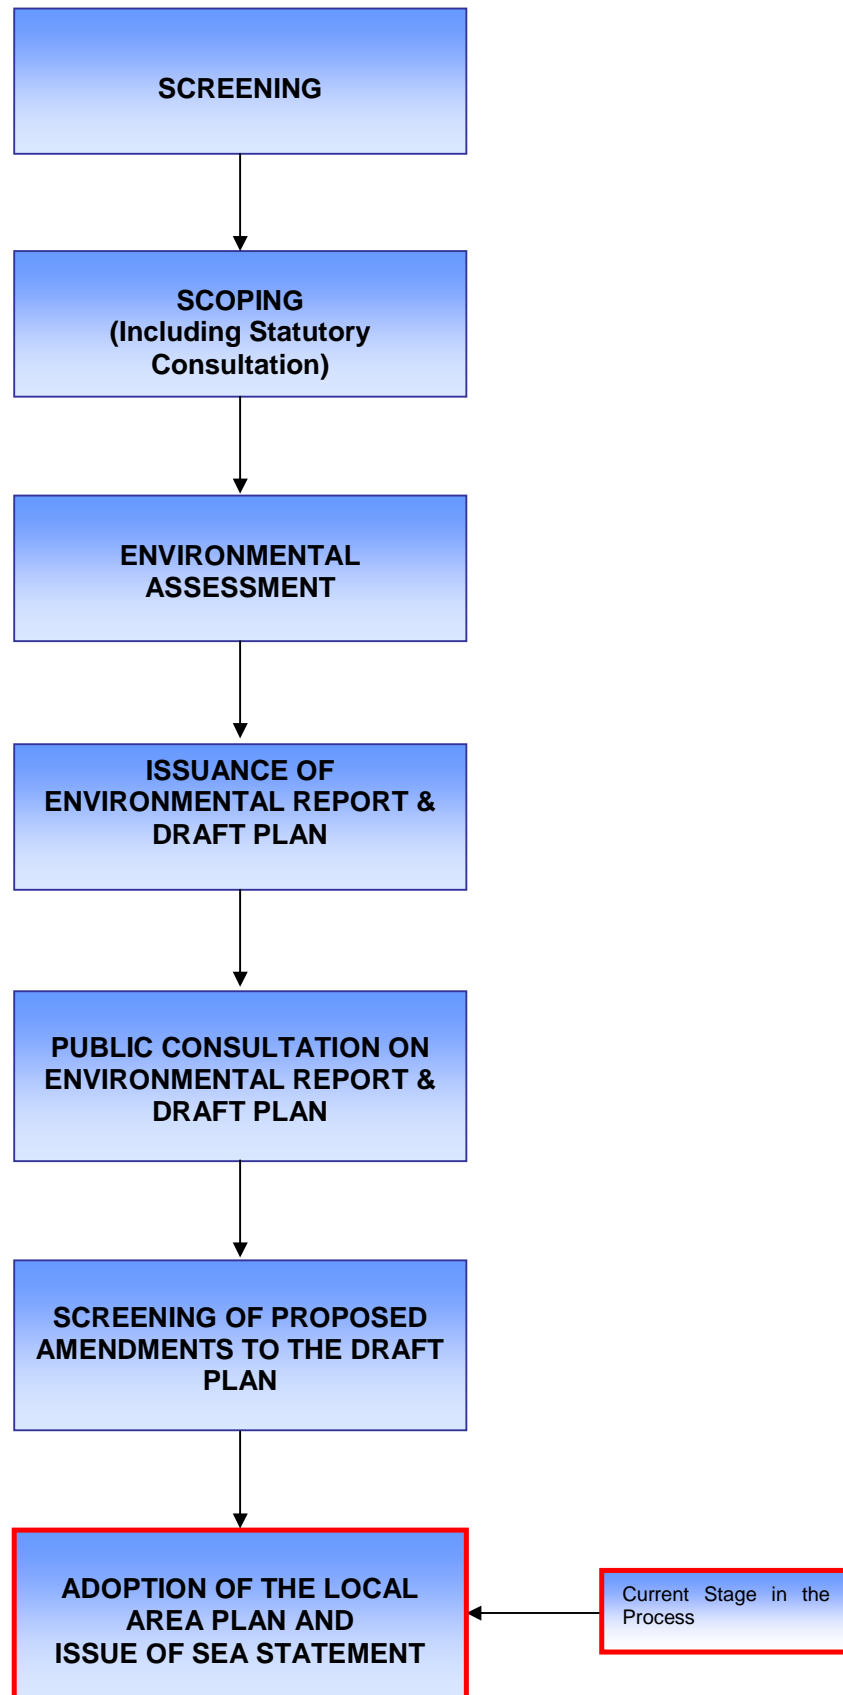 SCREENING
SCOPING
(Including Statutory
Consultation)
ENVIRONMENTAL
ASSESSMENT
ISSUANCE OF
ENVIRONMENTAL REPORT &
DRAFT PLAN
PUBLIC CONSULTATION ON
ENVIRONMENTAL REPORT &
DRAFT PLAN
SCREENING OF PROPOSED
AMENDMENTS TO THE DRAFT
PLAN
ADOPTION OF THE LOCAL
AREA PLAN AND
ISSUE OF SEA STATEMENT
Current Stage in the
Process